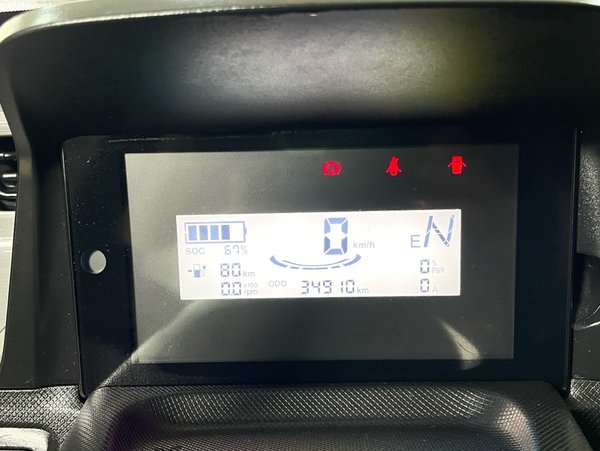 0 km/h
E N
SOC 67%
80 km
0 % PWR
0.0 x100 rpm
ODO 34910 km
0 A